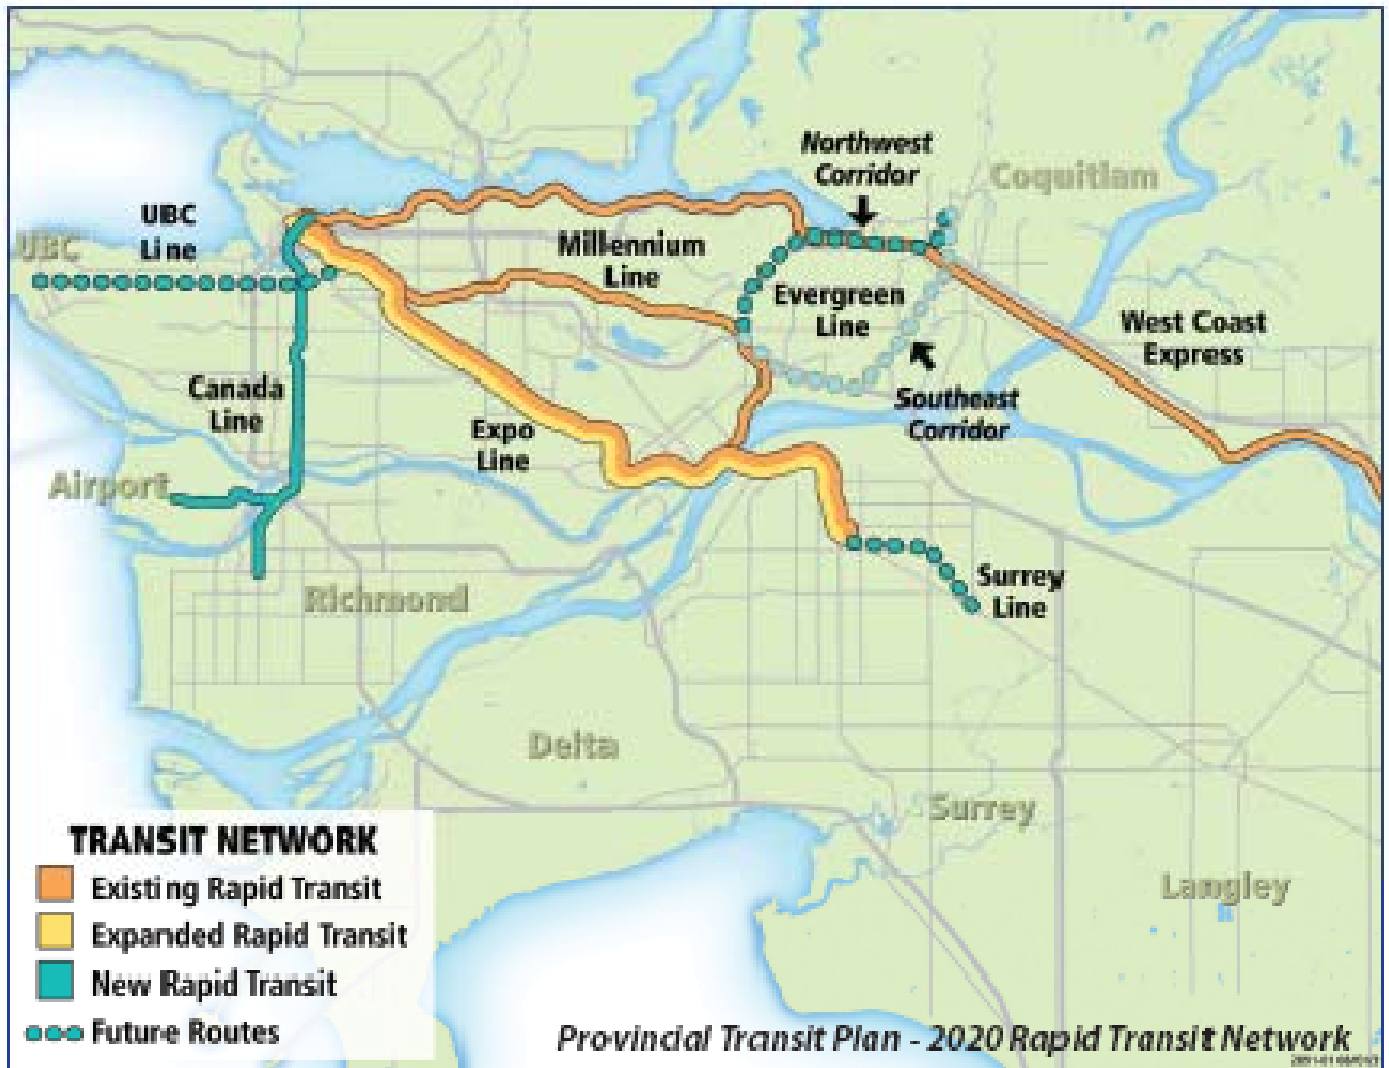 Northwest
Corridor
Coquitlam
UBC
Line
UBC
Millennium
Line
Evergreen
Line
West Coast
Express
Canada
Line
Southeast
Corridor
Expo
Line
Airport
Surrey
Line
Richmond
Delta
Surrey
Langley
TRANSIT NETWORK
Existing Rapid Transit
Expanded Rapid Transit
New Rapid Transit
Future Routes
Provincial Transit Plan - 2020 Rapid Transit Network